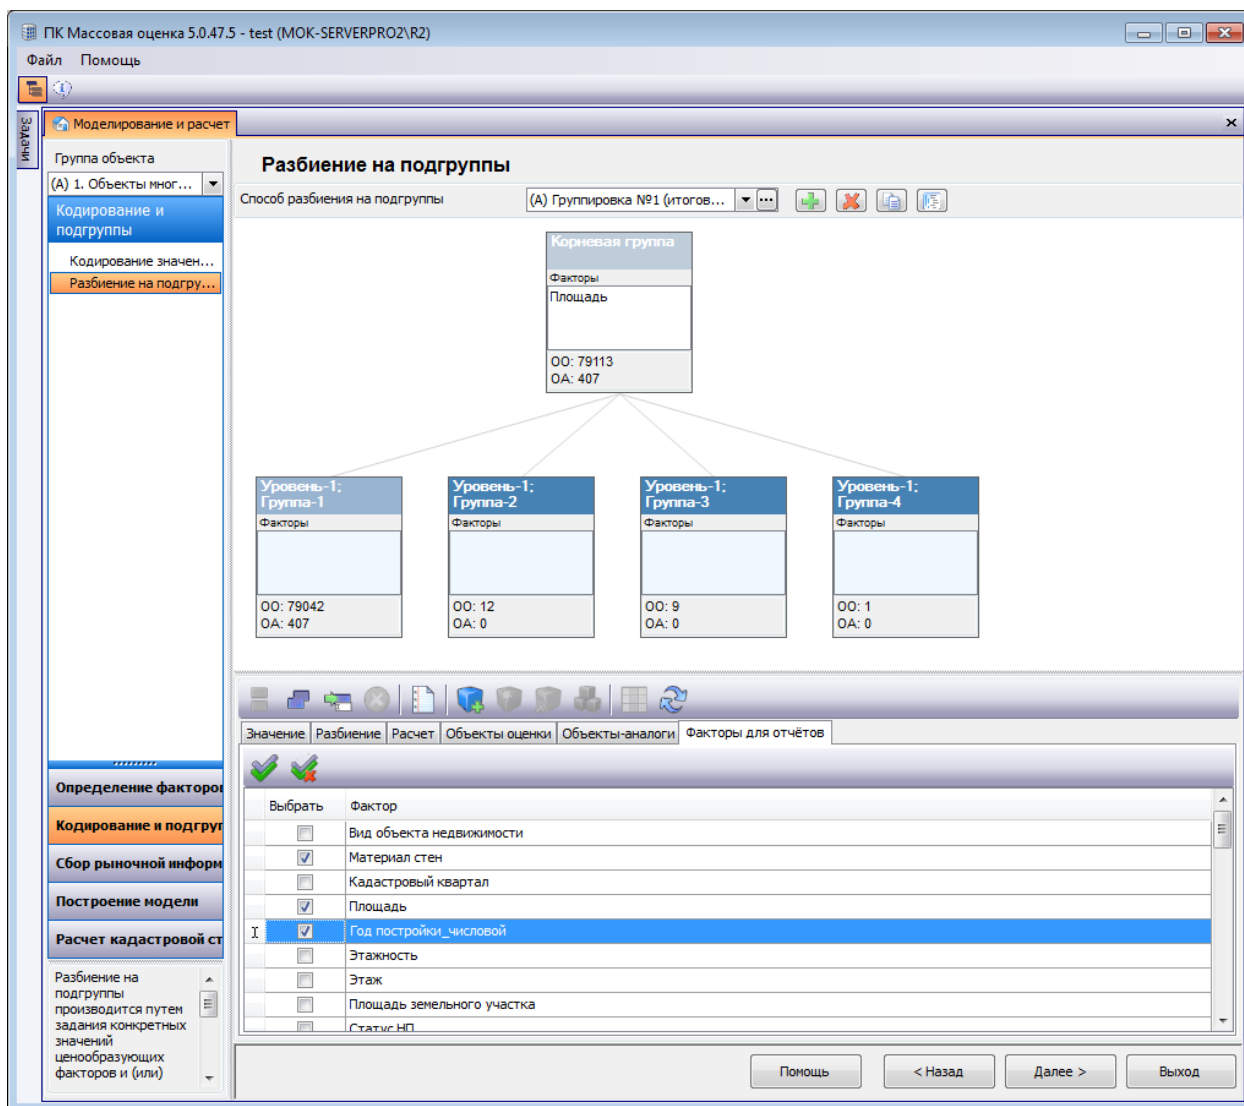 ПК Массовая оценка 5.0.47.5 - test (MOK-SERVERPRO2\R2)
Файл Помощь
Задачи
Моделирование и расчет
Группа объекта
(А) 1. Объекты мног...
Кодирование и
подгруппы
Кодирование значен...
Разбиение на подгру...
Разбиение на подгруппы
Способ разбиения на подгруппы
(А) Группировка №1 (итогов...
Корневая группа
Факторы
Площадь
ОО: 79113
ОА: 407
Уровень-1;
Группа-1
Факторы
ОО: 79042
ОА: 407
Уровень-1;
Группа-2
Факторы
ОО: 12
ОА: 0
Уровень-1;
Группа-3
Факторы
ОО: 9
ОА: 0
Уровень-1;
Группа-4
Факторы
ОО: 1
ОА: 0
Значение Разбиение Расчет Объекты оценки Объекты-аналоги Факторы для отчётов
Выбрать Фактор
Вид объекта недвижимости
Материал стен
Кадастровый квартал
Площадь
Год постройки_числовой
Этажность
Этаж
Площадь земельного участка
Статус НП
Определение факторов
Кодирование и подгруп
Сбор рыночной информ
Построение модели
Расчет кадастровой ст
Разбиение на
подгруппы
производится путем
задания конкретных
значений
ценообразующих
факторов и (или)
Помощь
< Назад
Далее >
Выход